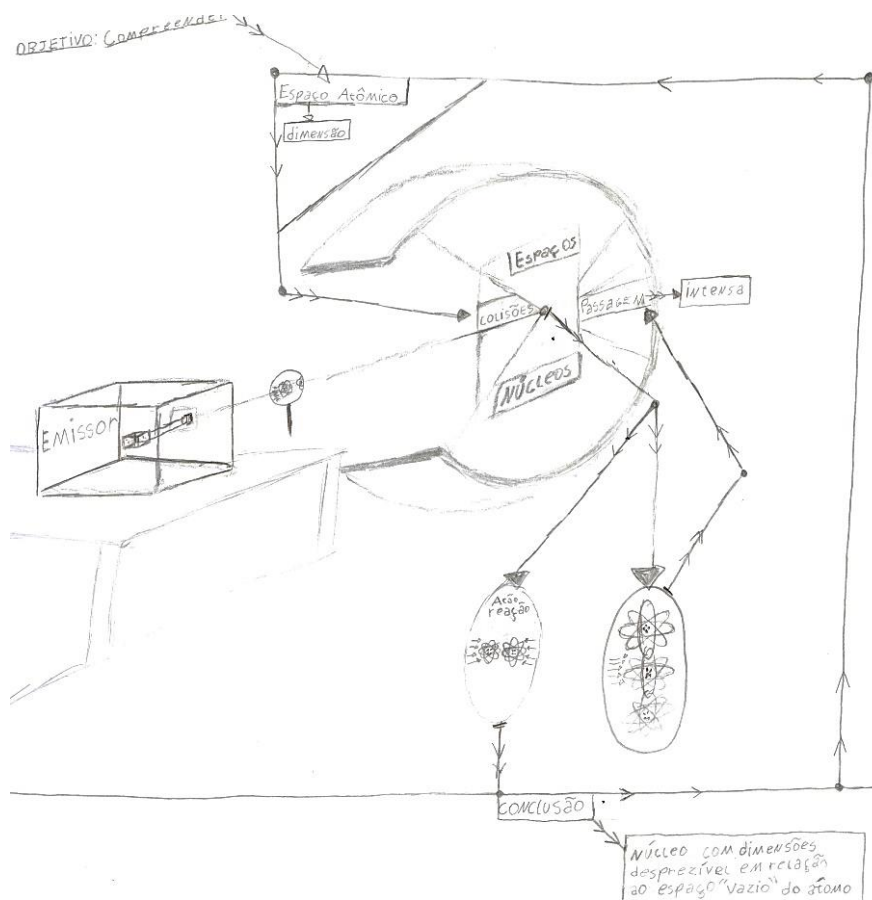 OBJETIVO: Compreender
Espaço Atômico
dimensão
Espaços
COLISÕES
PASSAGEM
intensa
NÚCLEOS
EMISSOR
Ação
reação
CONCLUSÃO
NÚCLEO COM dimensões
desprezível em relação
ao espaço "vazio" do átomo